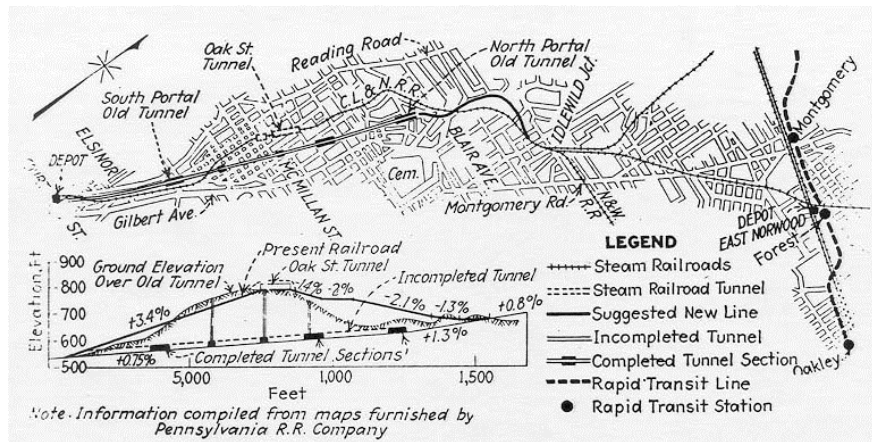 Oak St.
Tunnel
Reading Road
North Portal
Old Tunnel
South Portal
Old Tunnel
C.L. & N. R.R.
IDLEWILD Jct.
Montgomery
ELSINOR
DEPOT
ST.
MC MILLAN ST.
Cem.
BLAIR AVE.
Gilbert Ave.
Montgomery Rd.
N&W.
R.R.
DEPOT
EAST NORWOOD
Forest
Oakley
Elevation, Ft
900
800
700
600
500
Ground Elevation
Over Old Tunnel
Present Railroad
Oak St. Tunnel
Incompleted Tunnel
+3.4%
-2%
-2.1%
-1.3%
+0.8%
+0.75%
+1.3%
Completed Tunnel Sections
5,000
1,000
1,500
Feet
LEGEND
Steam Railroads
Steam Railroad Tunnel
Suggested New Line
Incompleted Tunnel
Completed Tunnel Section
Rapid Transit Line
Rapid Transit Station
Note: Information compiled from maps furnished by
Pennsylvania R.R. Company